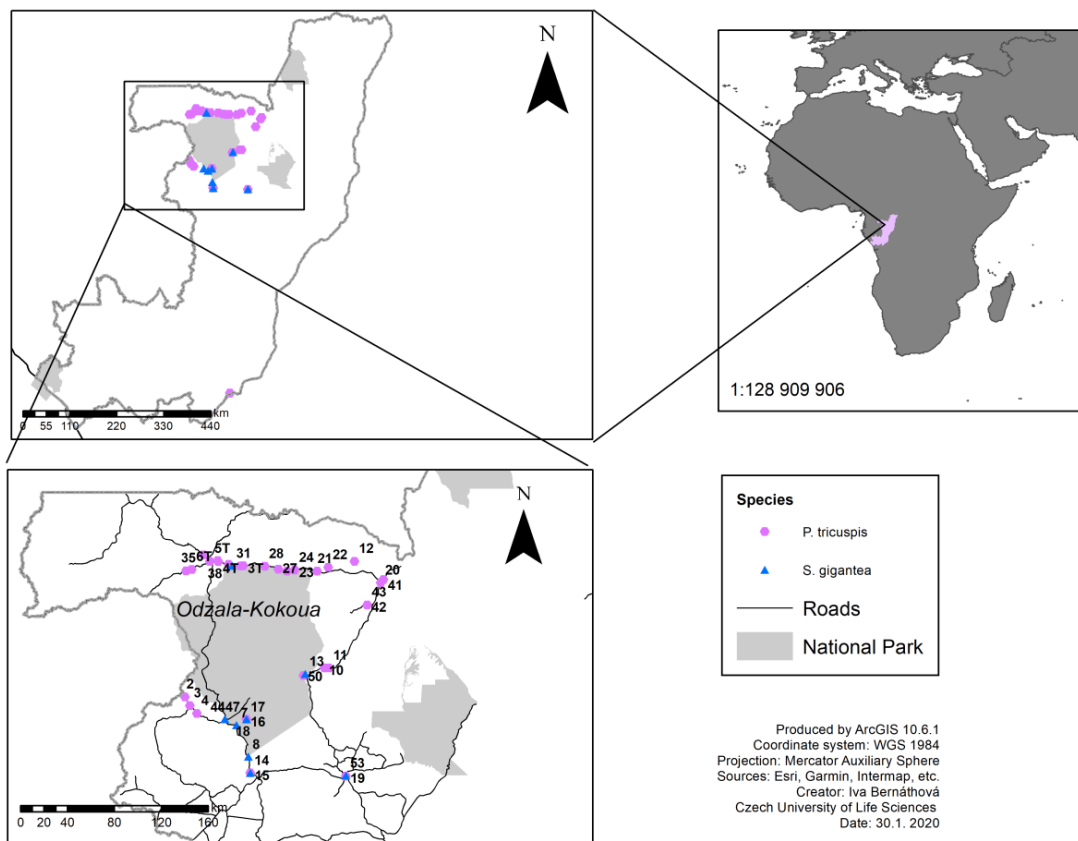 N
km
0 55 110 220 330 440
1:128 909 906
N
5T
6T
35
38
4T
31
3T
28
27
24
23
21
22
12
20
41
43
42
Odzala-Kokoua
13
50
11
10
2
3
4
4447
7
17
16
18
8
14
15
53
19
km
0 20 40 80 120 160
Species
P. tricuspis
S. gigantea
Roads
National Park
Produced by ArcGIS 10.6.1
Coordinate system: WGS 1984
Projection: Mercator Auxiliary Sphere
Sources: Esri, Garmin, Intermap, etc.
Creator: Iva Bernáthová
Czech University of Life Sciences
Date: 30.1. 2020